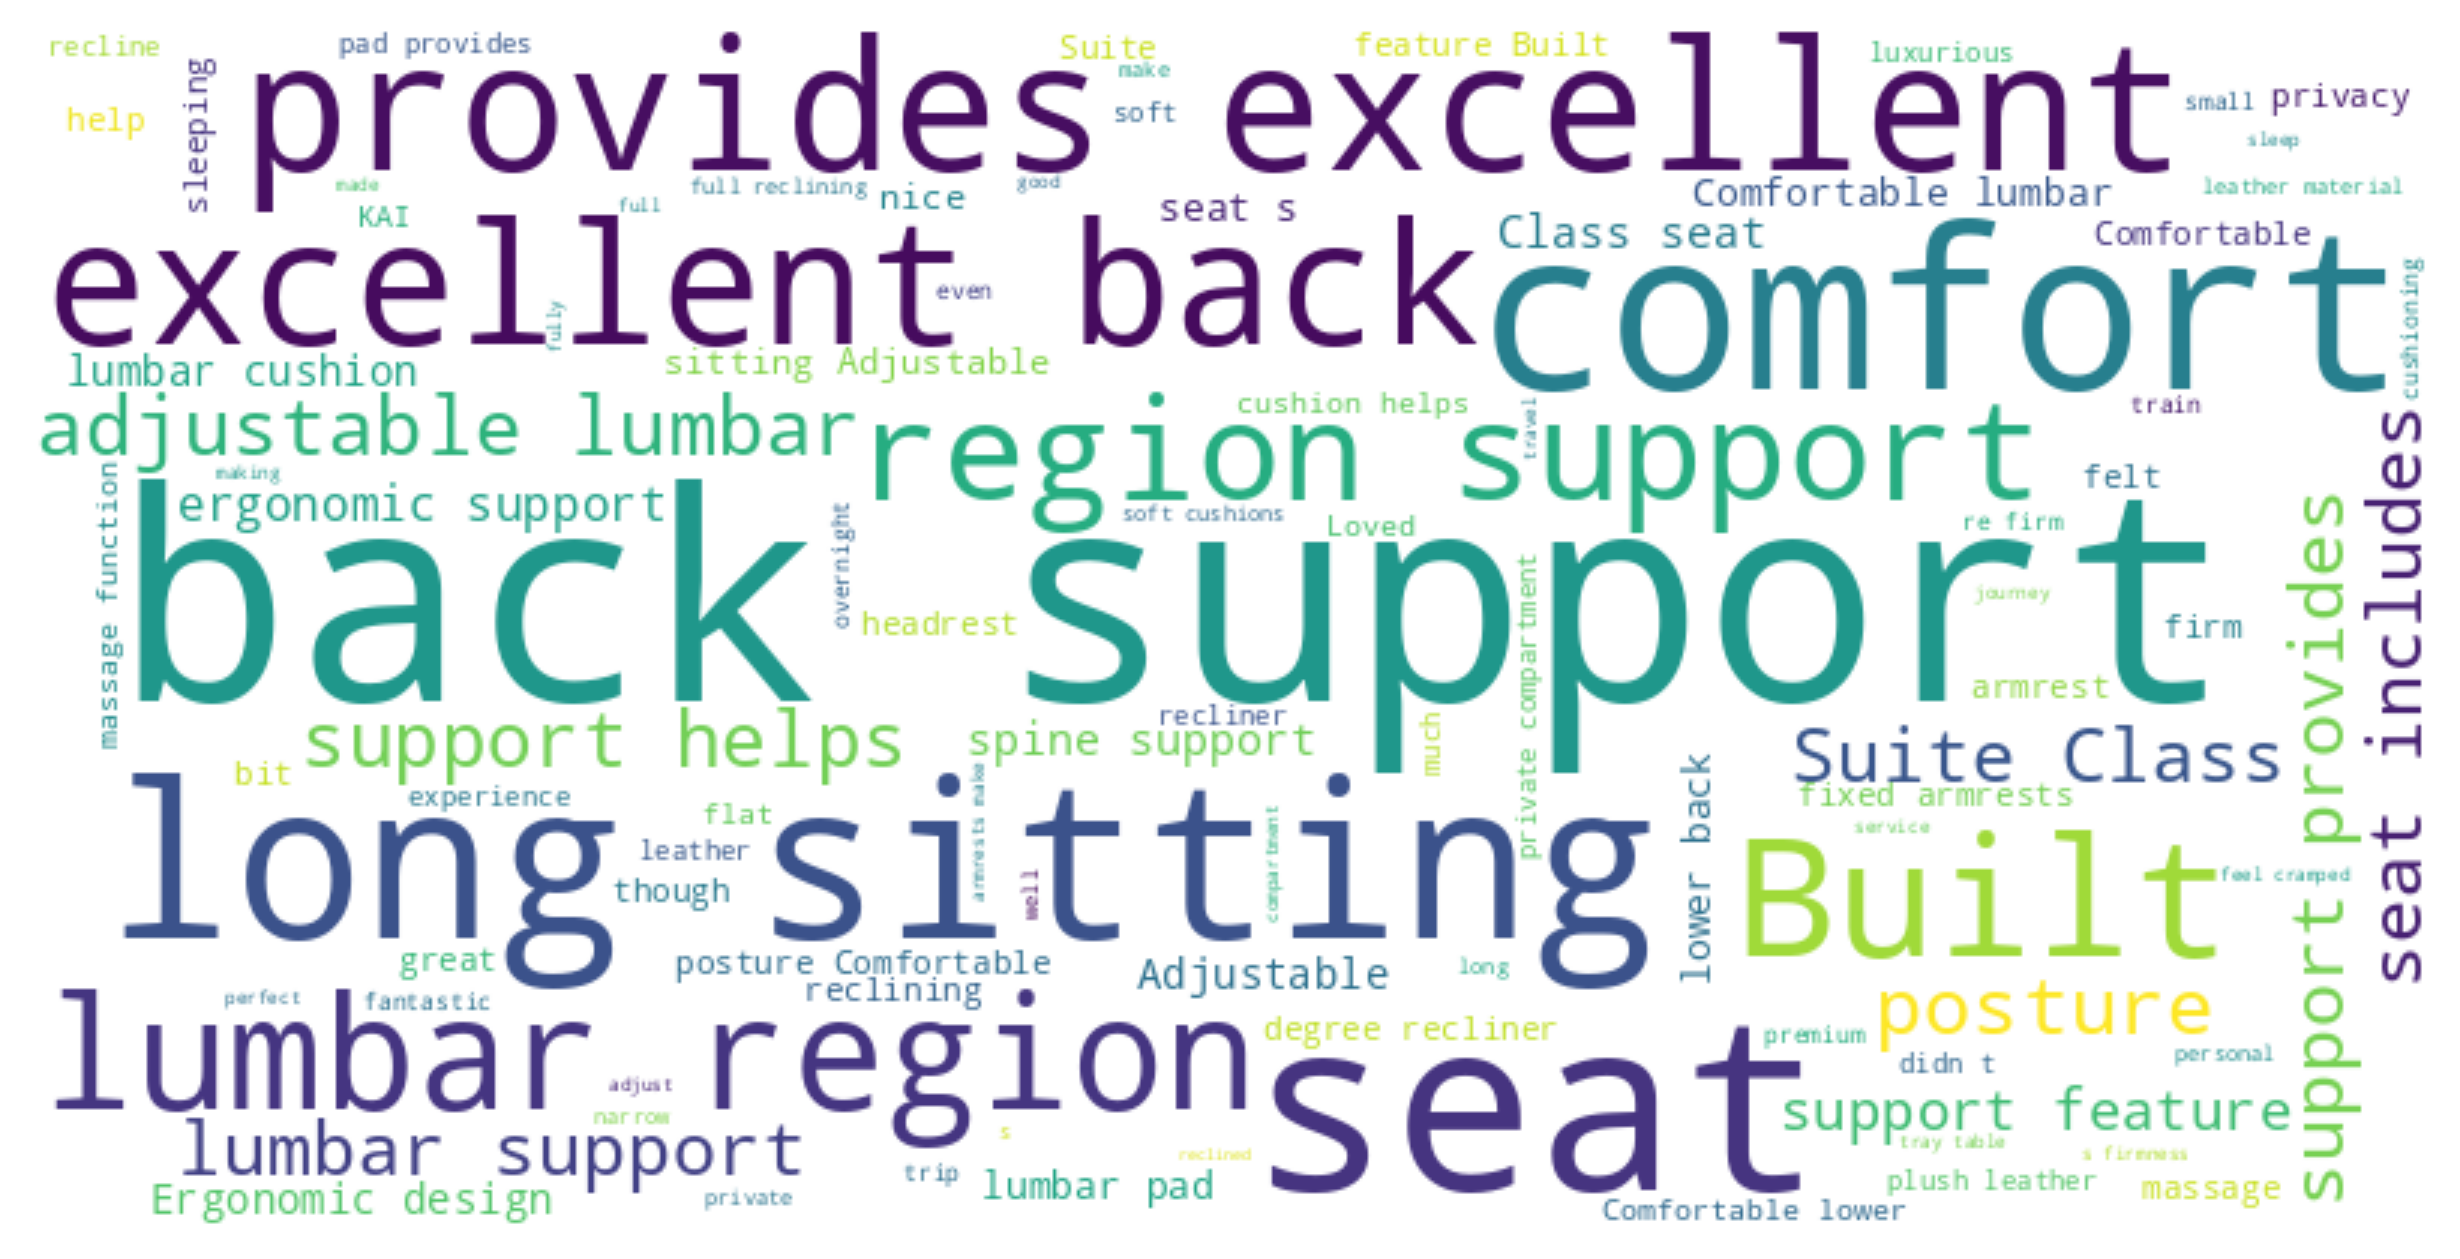 recline
pad provides
Suite
feature Built
luxurious
make
help
sleeping
provides excellent
soft
small
privacy
sleep
made
full reclining
good
nice
KAI
full
seat s
Comfortable lumbar
leather material
Class seat
Comfortable
excellent back
even
comfort
cushioning
fully
lumbar cushion
sitting Adjustable
adjustable lumbar
region support
cushion helps
travel
train
making
ergonomic support
massage function
overnight
soft cushions
Loved
felt
re firm
back support
headrest
private compartment
journey
firm
armrest
support provides
seat includes
support helps
spine support
recliner
much
Suite Class
bit
experience
flat
armrests make
lower back
fixed armrests
service
long sitting
leather
though
well
compartment
Built
feel cramped
great
posture Comfortable
Adjustable
long
reclining
perfect
fantastic
lumbar region
degree recliner
premium
posture
didn t
personal
adjust
narrow
seat
support feature
lumbar support
s
reclined
tray table
s firmness
trip
lumbar pad
plush leather
massage
Ergonomic design
private
Comfortable lower